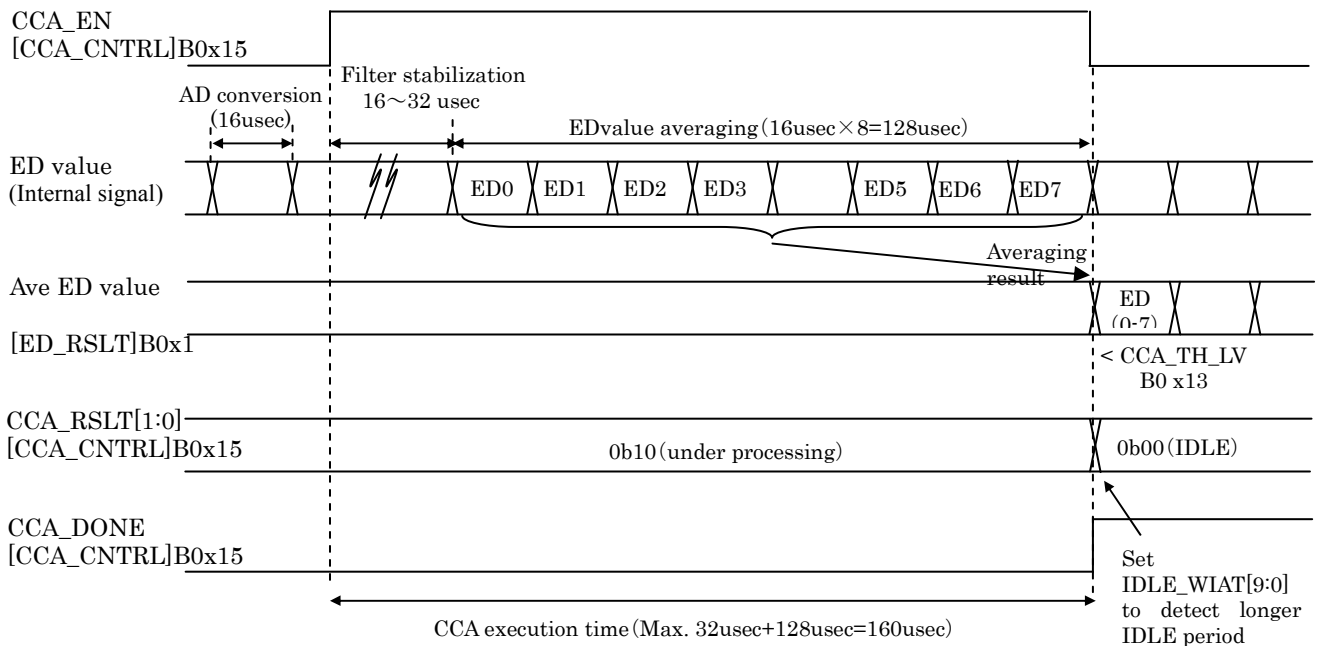 CCA_EN
[CCA_CNTRL]B0x15
Filter stabilization
16～32 usec
AD conversion
(16usec)
EDvalue averaging(16usec×8=128usec)
ED value
(Internal signal)
ED0
ED1
ED2
ED3
ED5
ED6
ED7
Averaging
result
Ave ED value
[ED_RSLT]B0x1
ED
(0-7)
< CCA_TH_LV
B0 x13
CCA_RSLT[1:0]
[CCA_CNTRL]B0x15
0b10(under processing)
0b00(IDLE)
CCA_DONE
[CCA_CNTRL]B0x15
Set
IDLE_WIAT[9:0]
to detect longer
IDLE period
CCA execution time(Max. 32usec+128usec=160usec)